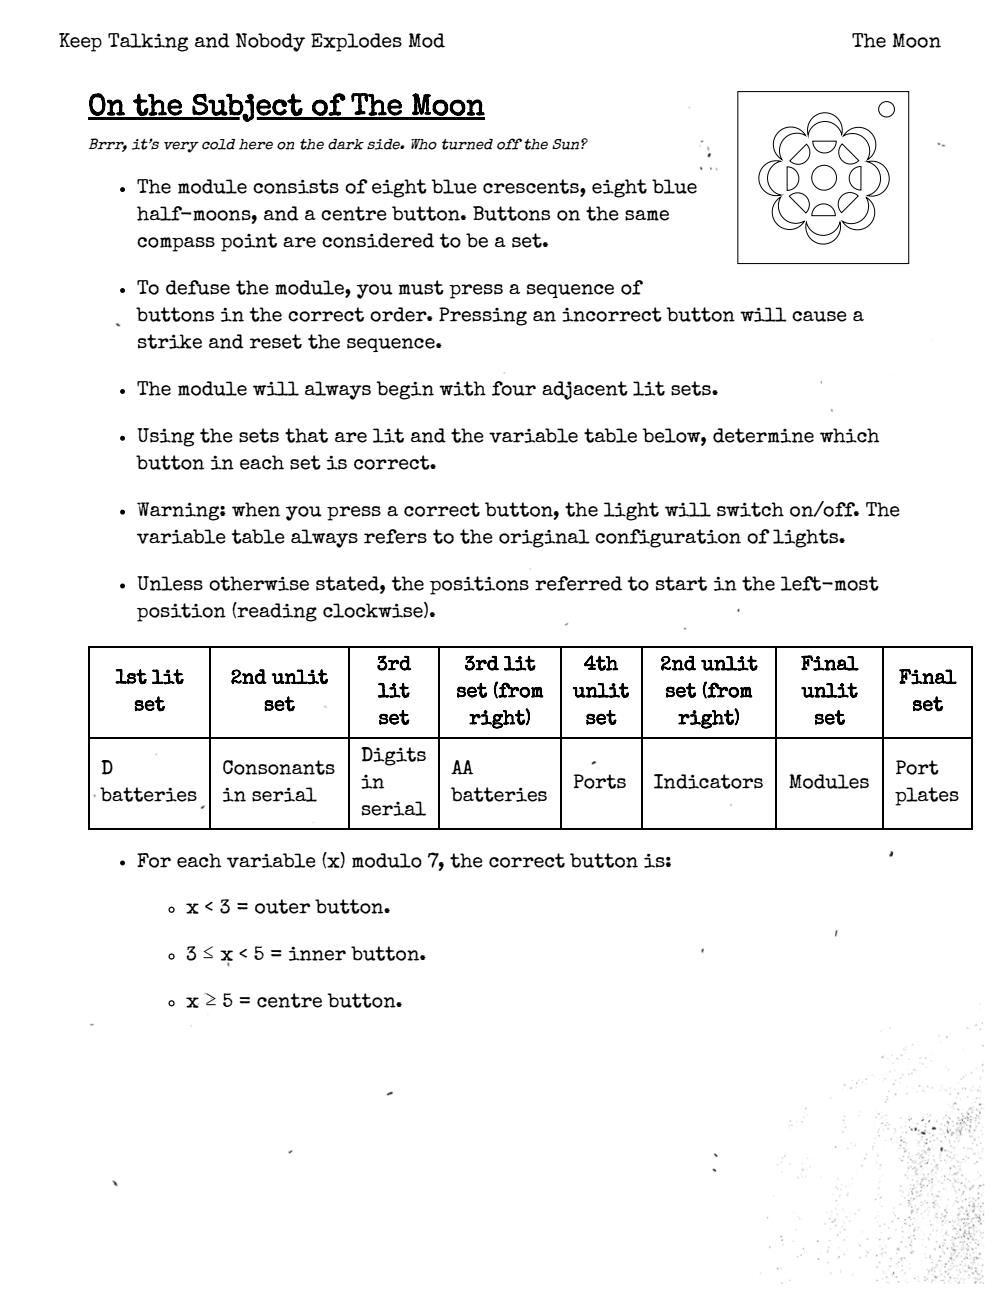 Keep Talking and Nobody Explodes Mod
The Moon
On the Subject of The Moon
Brrr, it's very cold here on the dark side. Who turned off the Sun?
• The module consists of eight blue crescents, eight blue
half-moons, and a centre button. Buttons on the same
compass point are considered to be a set.
• To defuse the module, you must press a sequence of
buttons in the correct order. Pressing an incorrect button will cause a
strike and reset the sequence.
• The module will always begin with four adjacent lit sets.
• Using the sets that are lit and the variable table below, determine which
button in each set is correct.
• Warning: when you press a correct button, the light will switch on/off. The
variable table always refers to the original configuration of lights.
• Unless otherwise stated, the positions referred to start in the left-most
position (reading clockwise).
1st lit
set
2nd unlit
set
3rd
lit
set
3rd lit
set (from
right)
4th
unlit
set
2nd unlit
set (from
right)
Final
unlit
set
Final
set
D
batteries
Consonants
in serial
Digits
in
serial
AA
batteries
Ports
Indicators
Modules
Port
plates
• For each variable (x) modulo 7, the correct button is:
◦ x < 3 = outer button.
◦ 3 ≤ x < 5 = inner button.
◦ x ≥ 5 = centre button.